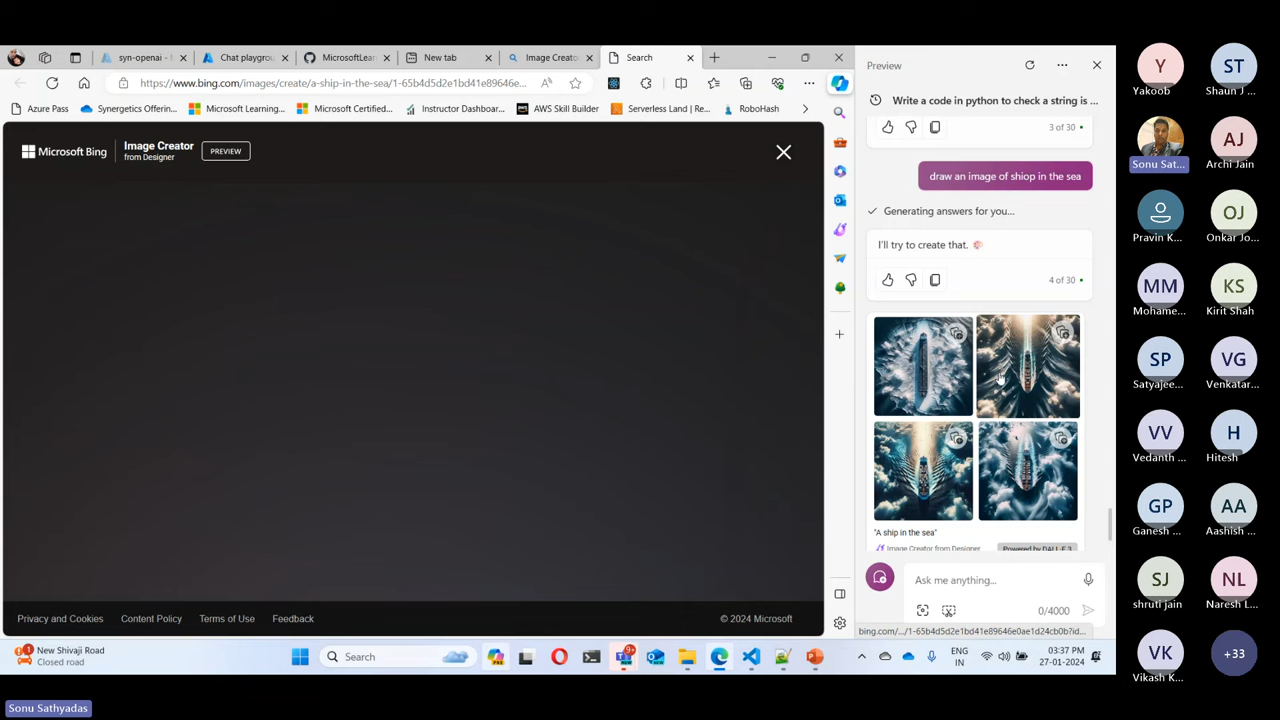 syn-openai -
Chat playgrou
MicrosoftLear
New tab
Image Creato
Search
https://www.bing.com/images/create/a-ship-in-the-sea/1-65b4d5d2e1bd41e89646e...
Azure Pass
Synergetics Offerin...
Microsoft Learning...
Microsoft Certified...
Instructor Dashboar...
AWS Skill Builder
Serverless Land | Re...
RoboHash
Microsoft Bing
Image Creator
from Designer
PREVIEW
Privacy and Cookies
Content Policy
Terms of Use
Feedback
© 2024 Microsoft
Preview
Write a code in python to check a string is ...
3 of 30
draw an image of shiop in the sea
Generating answers for you...
I'll try to create that.
4 of 30
"A ship in the sea"
Image Creator from Designer
Powered by DALL·E 3
Ask me anything...
0/4000
bing.com/.../1-65b4d5d2e1bd41e89646e0ae1d24cb0b?id...
New Shivaji Road
Closed road
Search
9+
ENG
IN
03:37 PM
27-01-2024
Sonu Sathyadas
Y
Yakoob
ST
Shaun J ...
Sonu Sat...
AJ
Archi Jain
Pravin K...
OJ
Onkar Jo...
MM
Mohame...
KS
Kirit Shah
SP
Satyajee...
VG
Venkatar...
VV
Vedanth ...
H
Hitesh
GP
Ganesh ...
AA
Aashish ...
SJ
shruti jain
NL
Naresh L...
VK
Vikash K...
+33